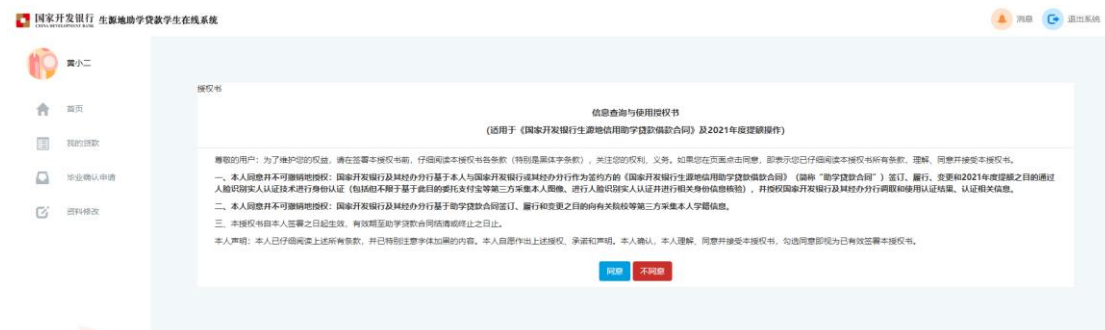 国家开发银行 生源地助学贷款学生在线系统
CHINA DEVELOPMENT BANK
消息
退出系统
黄小二
首页
我的贷款
毕业确认申请
资料修改
授权书
信息查询与使用授权书
(适用于《国家开发银行生源地信用助学贷款借款合同》及2021年度提额操作)
尊敬的用户：为了维护您的权益，请在签署本授权书前，仔细阅读本授权书各条款（特别是黑体字条款），关注您的权利、义务。如果您在页面点击同意，即表示您已仔细阅读本授权书所有条款，理解、同意并接受本授权书。
一、本人同意并不可撤销地授权：国家开发银行及其经办分行基于本人与国家开发银行或其经办分行作为签约方的《国家开发银行生源地信用助学贷款借款合同》（简称“助学贷款合同”）签订、履行、变更和2021年度提额之目的通过
人脸识别实人认证技术进行身份认证（包括但不限于基于此目的委托支付宝等第三方采集本人图像、进行人脸识别实人认证并进行相关身份信息核验），并授权国家开发银行及其经办分行调取和使用认证结果、认证相关信息。
二、本人同意并不可撤销地授权：国家开发银行及其经办分行基于助学贷款合同签订、履行和变更之目的向有关院校等第三方采集本人学籍信息。
三、本授权书自本人签署之日起生效，有效期至助学贷款合同结清或终止之日止。
本人声明：本人已仔细阅读上述所有条款，并已特别注意字体加黑的内容。本人自愿作出上述授权、承诺和声明。本人确认，本人理解、同意并接受本授权书，勾选同意即视为已有效签署本授权书。
同意
不同意